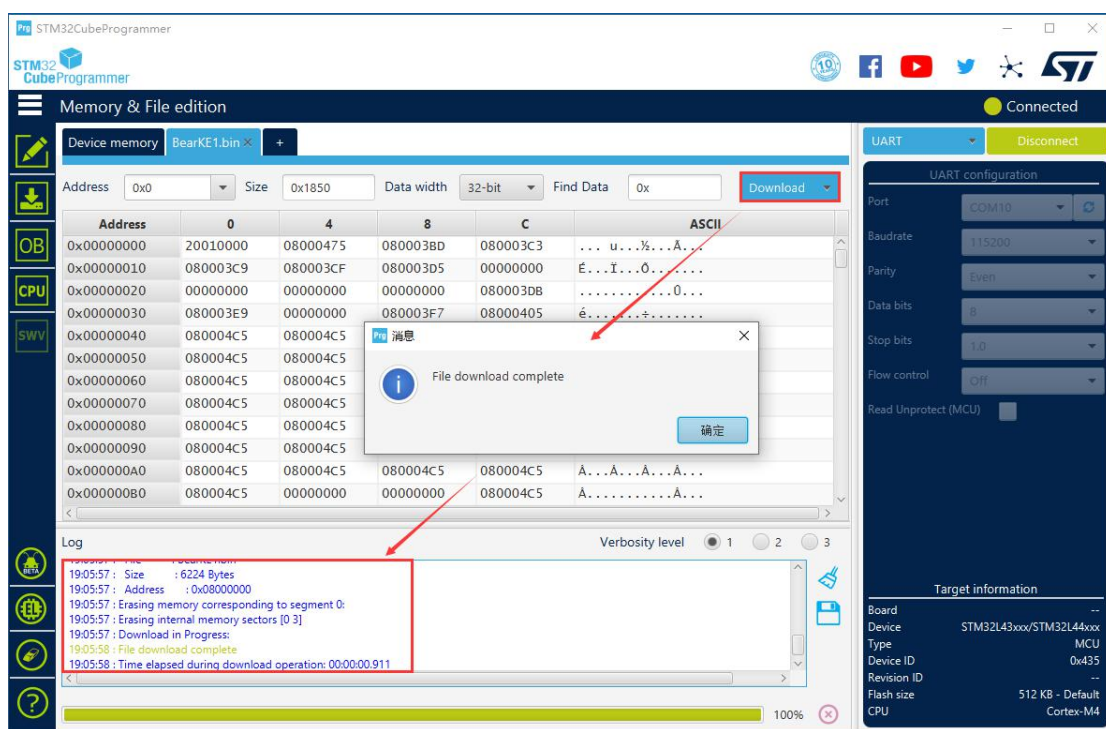 Prg STM32CubeProgrammer
STM32
CubeProgrammer
19
Memory & File edition
Connected
Device memory BearKE1.bin × +
UART Disconnect
Address 0x0 Size 0x1850 Data width 32-bit Find Data 0x Download
UART configuration
Port COM10
Baudrate 115200
Parity Even
Data bits 8
Stop bits 1.0
Flow control Off
Read Unprotect (MCU)
OB
CPU
SWV
Address 0 4 8 C ASCII
0x00000000 20010000 08000475 080003BD 080003C3 ... u...½...Ã...
0x00000010 080003C9 080003CF 080003D5 00000000 É...Ï...Õ.......
0x00000020 00000000 00000000 00000000 080003DB ............Û...
0x00000030 080003E9 00000000 080003F7 08000405 é.......÷.......
0x00000040 080004C5 080004C5
0x00000050 080004C5 080004C5
0x00000060 080004C5 080004C5
0x00000070 080004C5 080004C5
0x00000080 080004C5 080004C5
0x00000090 080004C5 080004C5
0x000000A0 080004C5 080004C5 080004C5 080004C5 Å...Å...Å...Å...
0x000000B0 080004C5 00000000 00000000 080004C5 Å...........Å...
Prg 消息
File download complete
确定
Log
Verbosity level 1 2 3
19:05:57 : Size : 6224 Bytes
19:05:57 : Address : 0x08000000
19:05:57 : Erasing memory corresponding to segment 0:
19:05:57 : Erasing internal memory sectors [0 3]
19:05:57 : Download in Progress:
19:05:58 : File download complete
19:05:58 : Time elapsed during download operation: 00:00:00.911
BETA
100%
Target information
Board --
Device STM32L43xxx/STM32L44xxx
Type MCU
Device ID 0x435
Revision ID --
Flash size 512 KB - Default
CPU Cortex-M4